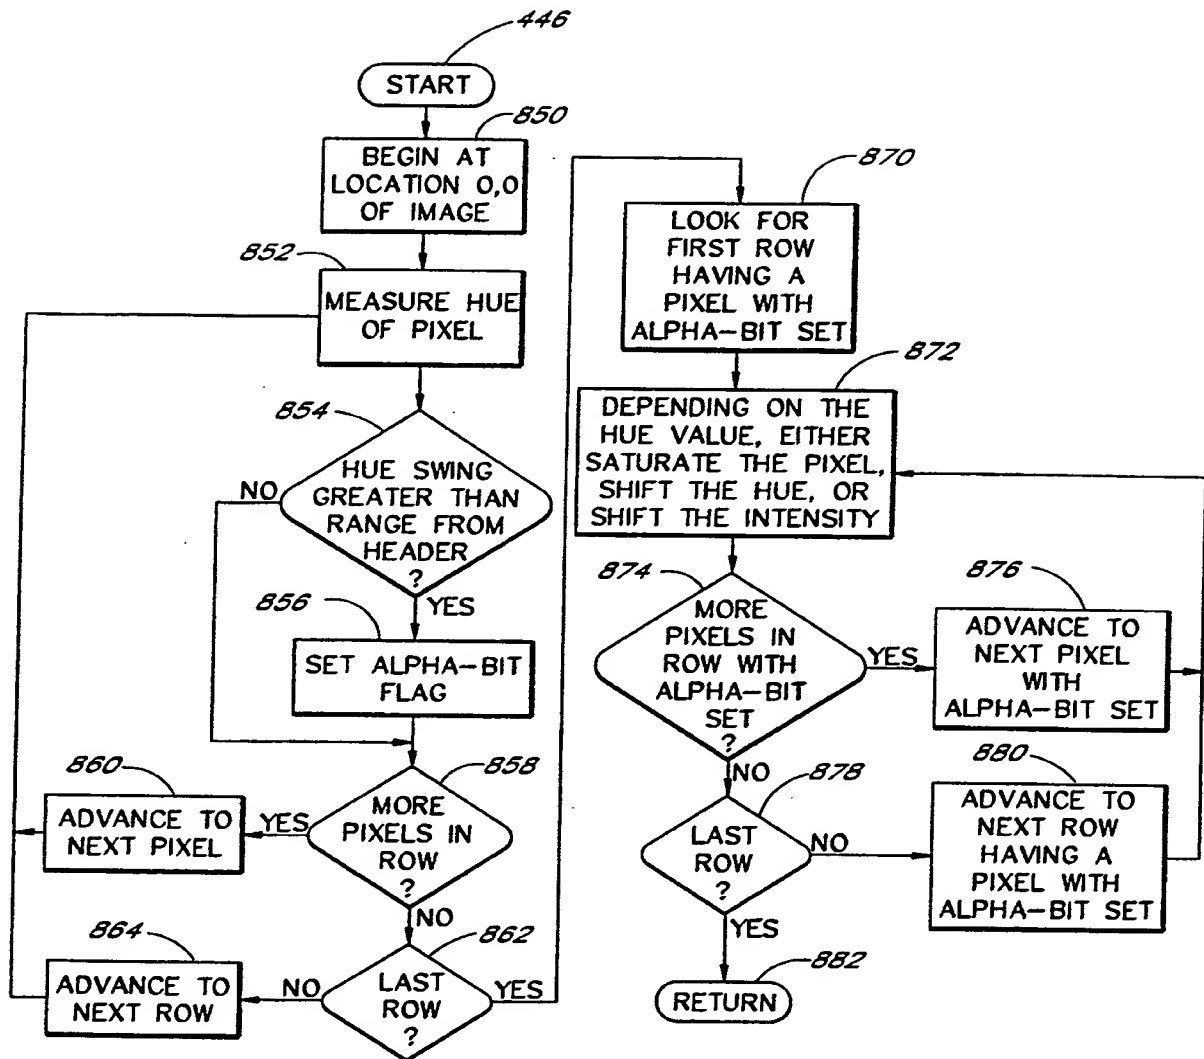 446
START
850
BEGIN AT
LOCATION 0,0
OF IMAGE
852
MEASURE HUE
OF PIXEL
854
HUE SWING
GREATER THAN
RANGE FROM
HEADER
?
NO
YES
856
SET ALPHA-BIT
FLAG
858
MORE
PIXELS IN
ROW
?
YES
NO
860
ADVANCE TO
NEXT PIXEL
862
LAST
ROW
?
NO
YES
864
ADVANCE TO
NEXT ROW
870
LOOK FOR
FIRST ROW
HAVING A
PIXEL WITH
ALPHA-BIT SET
872
DEPENDING ON THE
HUE VALUE, EITHER
SATURATE THE PIXEL,
SHIFT THE HUE, OR
SHIFT THE INTENSITY
874
MORE
PIXELS IN
ROW WITH
ALPHA-BIT
SET
?
YES
NO
876
ADVANCE TO
NEXT PIXEL
WITH
ALPHA-BIT SET
878
LAST
ROW
?
NO
YES
880
ADVANCE TO
NEXT ROW
HAVING A
PIXEL WITH
ALPHA-BIT SET
882
RETURN